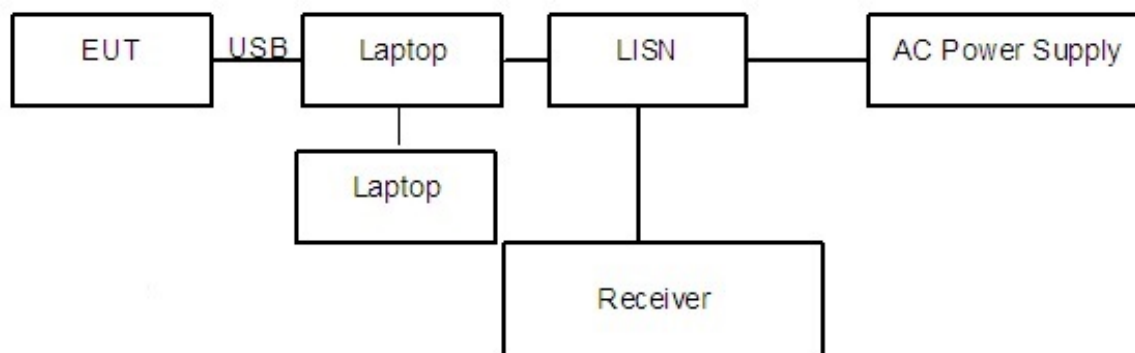 EUT
USB
Laptop
LISN
AC Power Supply
Laptop
Receiver